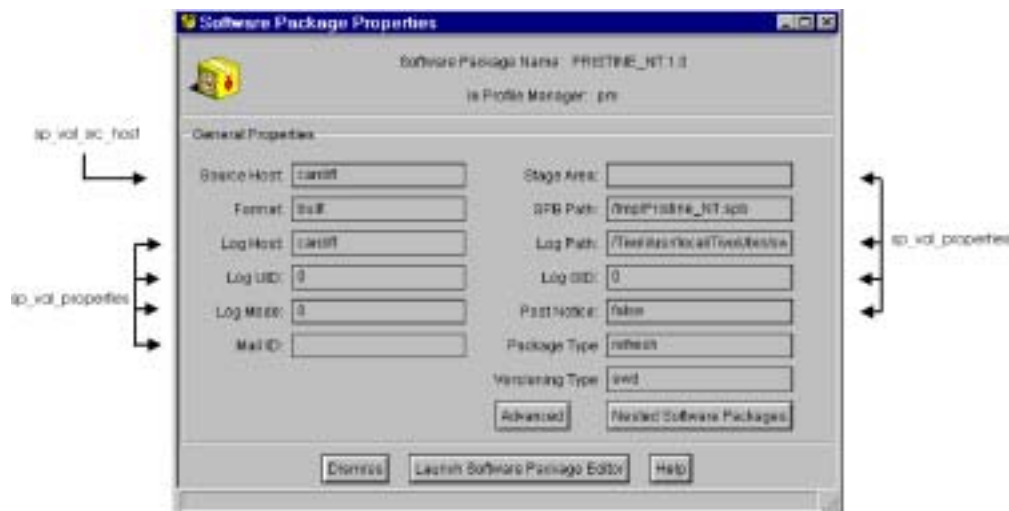 Software Package Properties
Software Package Name: PRISTINE_NT.1.0
in Profile Manager: pm
sp_val_src_host
General Properties
Source Host: cardiff
Stage Area:
Format: built
SPB Path: /tmp/Pristine_NT.spb
Log Host: cardiff
Log Path:
sp_val_properties
Log UID: 0
Log GID: 0
sp_val_properties
Log Mode: 0
Post Notice: false
Mail ID:
Package Type: refresh
Versioning Type: swd
Advanced
Nested Software Packages
Dismiss
Launch Software Package Editor
Help